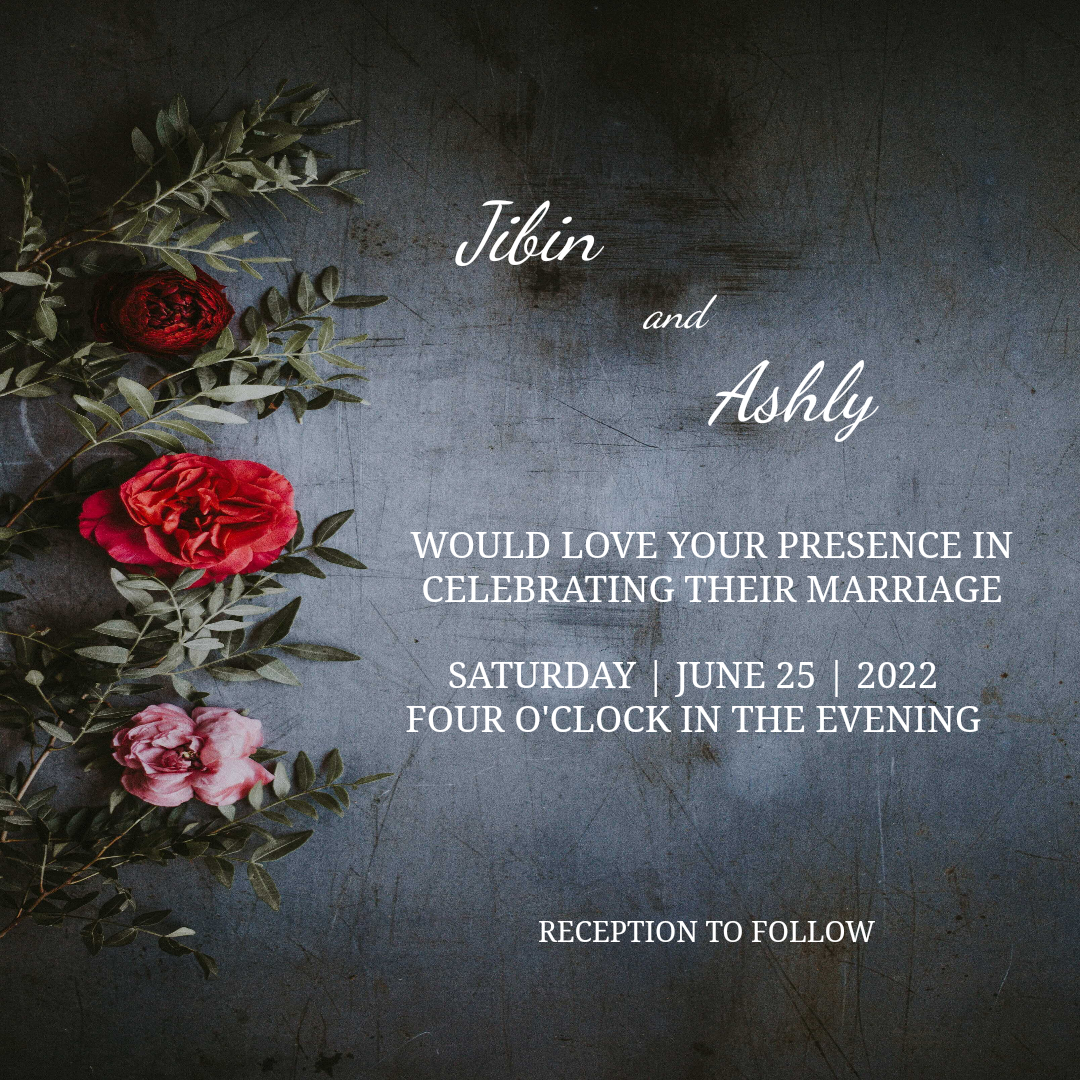 Jibin
and
Ashly
WOULD LOVE YOUR PRESENCE IN
CELEBRATING THEIR MARRIAGE
SATURDAY | JUNE 25 | 2022
FOUR O'CLOCK IN THE EVENING
RECEPTION TO FOLLOW